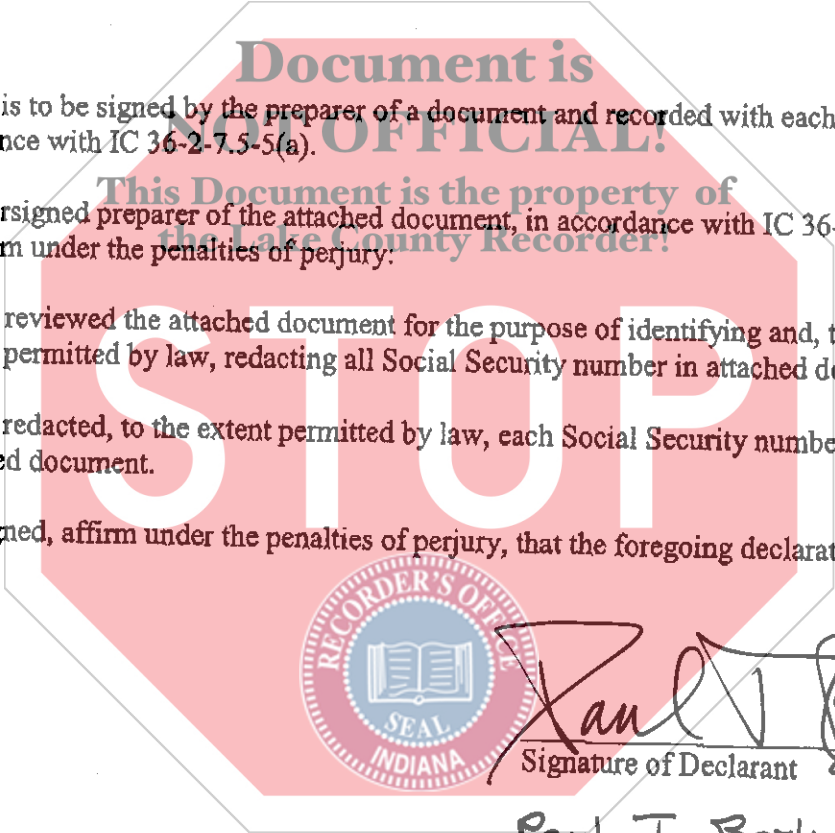 Document is
is to be signed by the preparer of a document and recorded with each
NOT OFFICIAL!
nce with IC 36-2-7.5-5(a).
This Document is the property of
rsigned preparer of the attached document, in accordance with IC 36-
the Lake County Recorder!
m under the penalties of perjury:
reviewed the attached document for the purpose of identifying and, t
permitted by law, redacting all Social Security number in attached d
STOP
redacted, to the extent permitted by law, each Social Security numbe
ed document.
ned, affirm under the penalties of perjury, that the foregoing declarat
RECORDER'S OFFICE
SEAL
INDIANA
Paul
Signature of Declarant
Paul T.